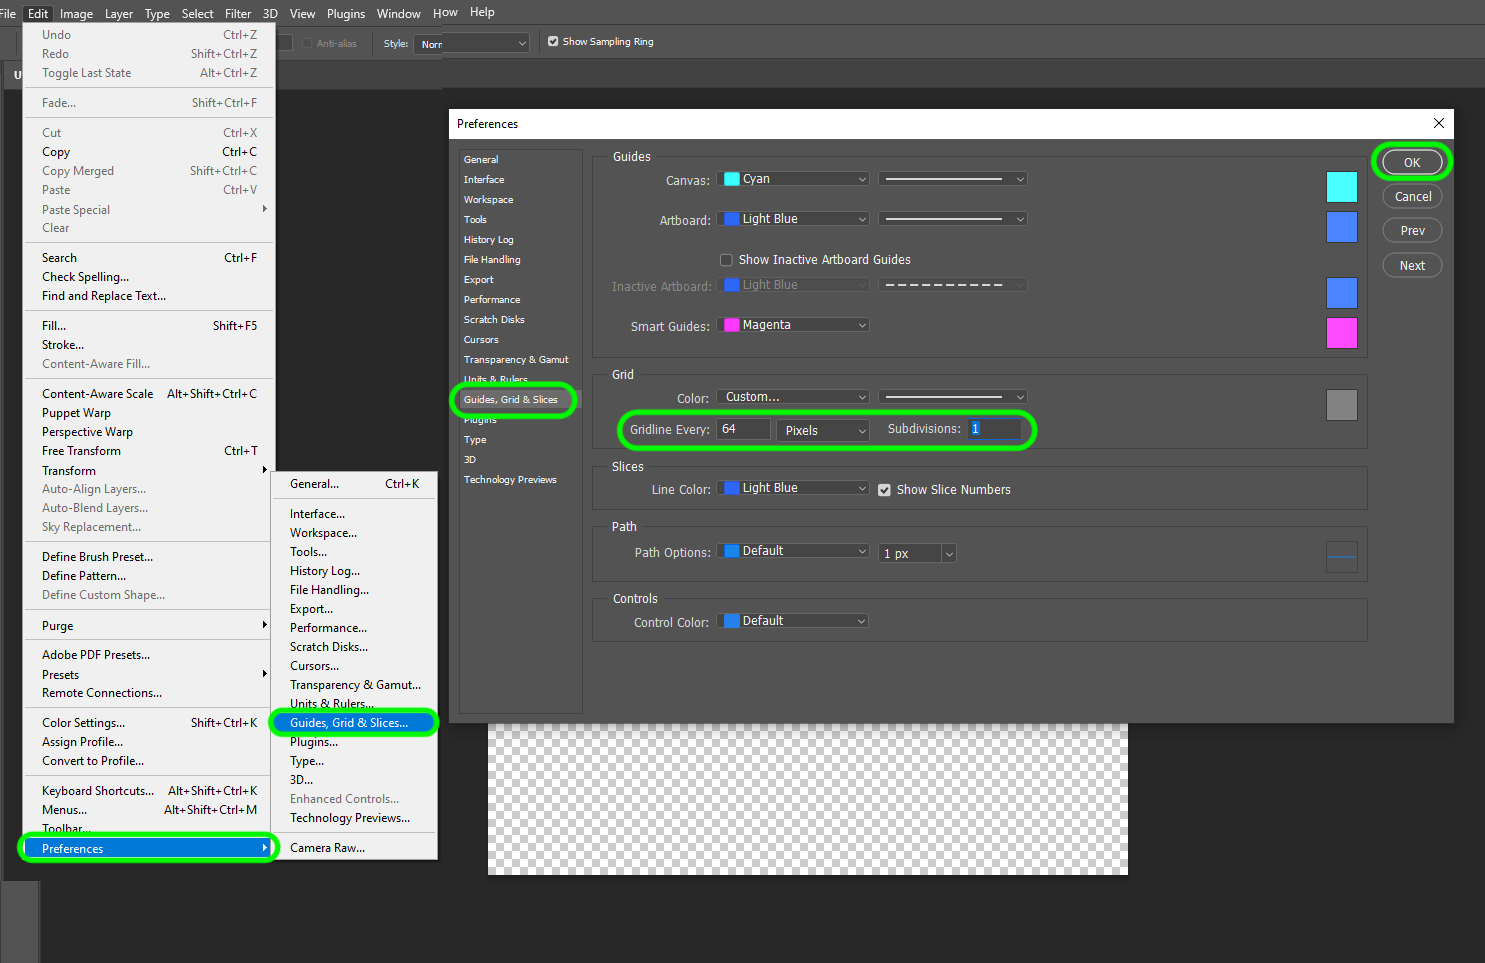 File Edit Image Layer Type Select Filter 3D View Plugins Window How Help
Anti-alias Style: Norm Show Sampling Ring
U
Undo Ctrl+Z
Redo Shift+Ctrl+Z
Toggle Last State Alt+Ctrl+Z
Fade... Shift+Ctrl+F
Cut Ctrl+X
Copy Ctrl+C
Copy Merged Shift+Ctrl+C
Paste Ctrl+V
Paste Special
Clear
Search Ctrl+F
Check Spelling...
Find and Replace Text...
Fill... Shift+F5
Stroke...
Content-Aware Fill...
Content-Aware Scale Alt+Shift+Ctrl+C
Puppet Warp
Perspective Warp
Free Transform Ctrl+T
Transform
Auto-Align Layers...
Auto-Blend Layers...
Sky Replacement...
Define Brush Preset...
Define Pattern...
Define Custom Shape...
Purge
Adobe PDF Presets...
Presets
Remote Connections...
Color Settings... Shift+Ctrl+K
Assign Profile...
Convert to Profile...
Keyboard Shortcuts... Alt+Shift+Ctrl+K
Menus... Alt+Shift+Ctrl+M
Toolbar...
Preferences
General... Ctrl+K
Interface...
Workspace...
Tools...
History Log...
File Handling...
Export...
Performance...
Scratch Disks...
Cursors...
Transparency & Gamut...
Units & Rulers...
Guides, Grid & Slices...
Plugins...
Type...
3D...
Enhanced Controls...
Technology Previews...
Camera Raw...
Preferences
General
Interface
Workspace
Tools
History Log
File Handling
Export
Performance
Scratch Disks
Cursors
Transparency & Gamut
Units & Rulers
Guides, Grid & Slices
Plugins
Type
3D
Technology Previews
Guides
Canvas: Cyan
Artboard: Light Blue
Show Inactive Artboard Guides
Inactive Artboard: Light Blue
Smart Guides: Magenta
Grid
Color: Custom...
Gridline Every: 64 Pixels Subdivisions: 1
Slices
Line Color: Light Blue Show Slice Numbers
Path
Path Options: Default 1 px
Controls
Control Color: Default
OK
Cancel
Prev
Next